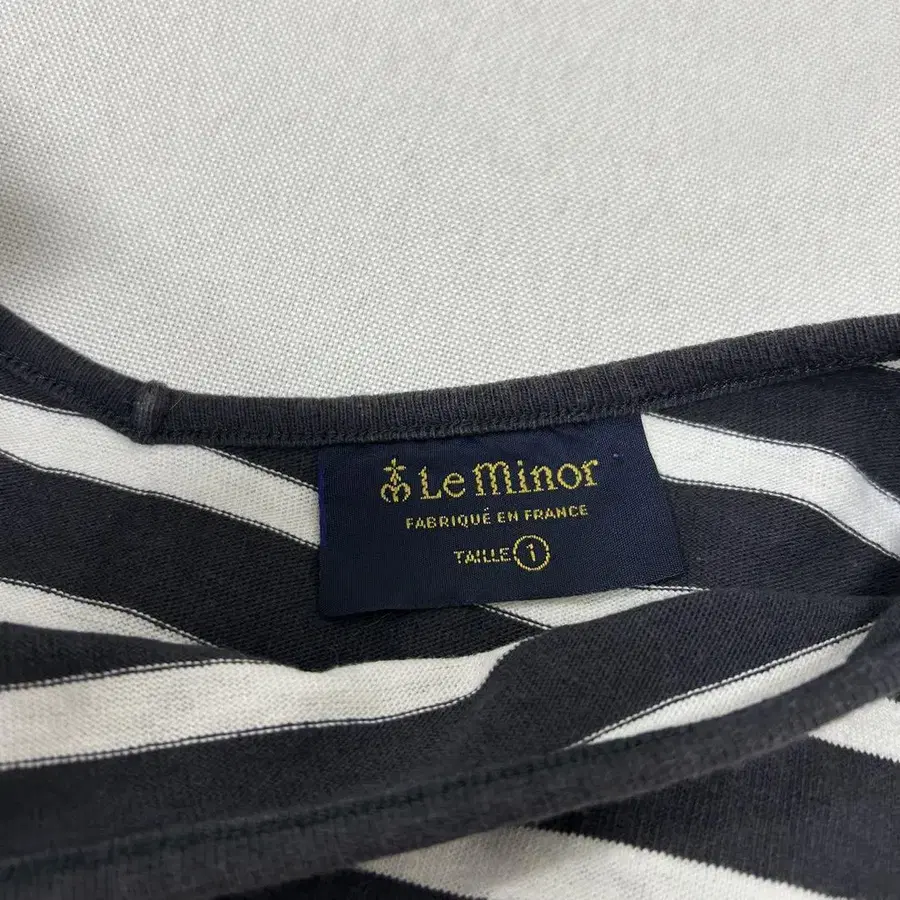 Le Minor
FABRIQUÉ EN FRANCE
TAILLE 1